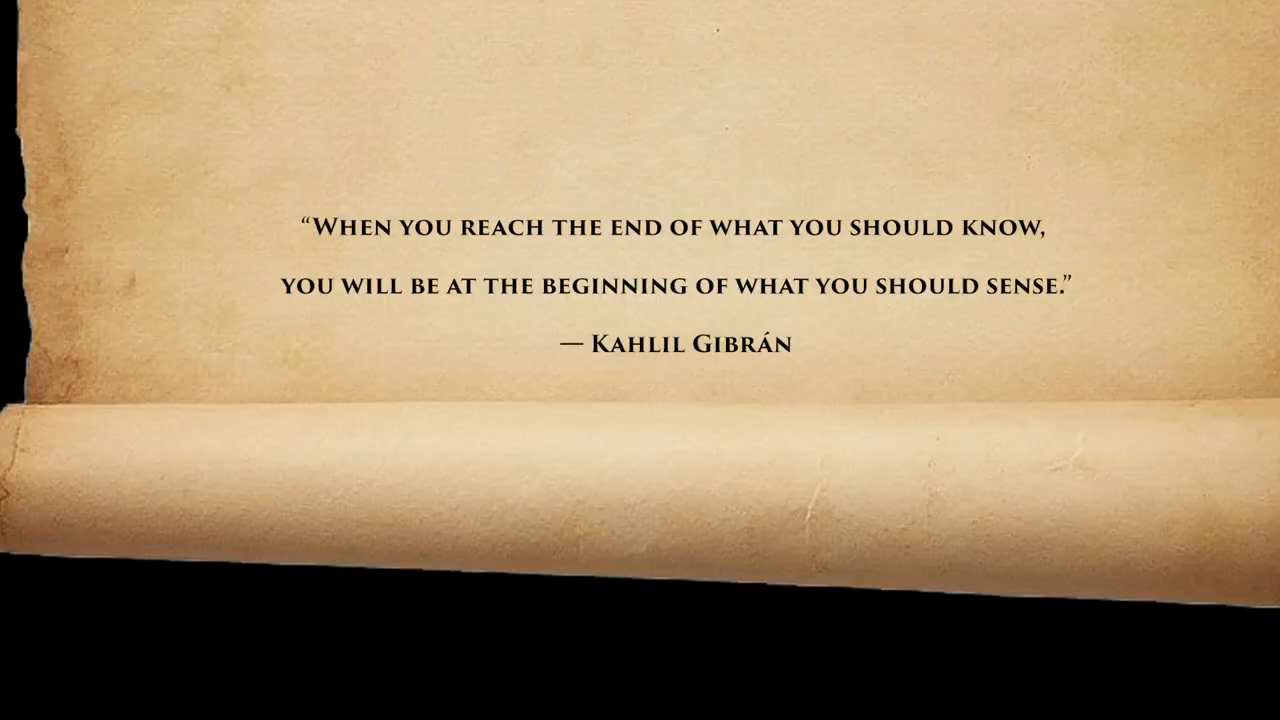 “When you reach the end of what you should know,
you will be at the beginning of what you should sense.”
— Kahlil Gibrán